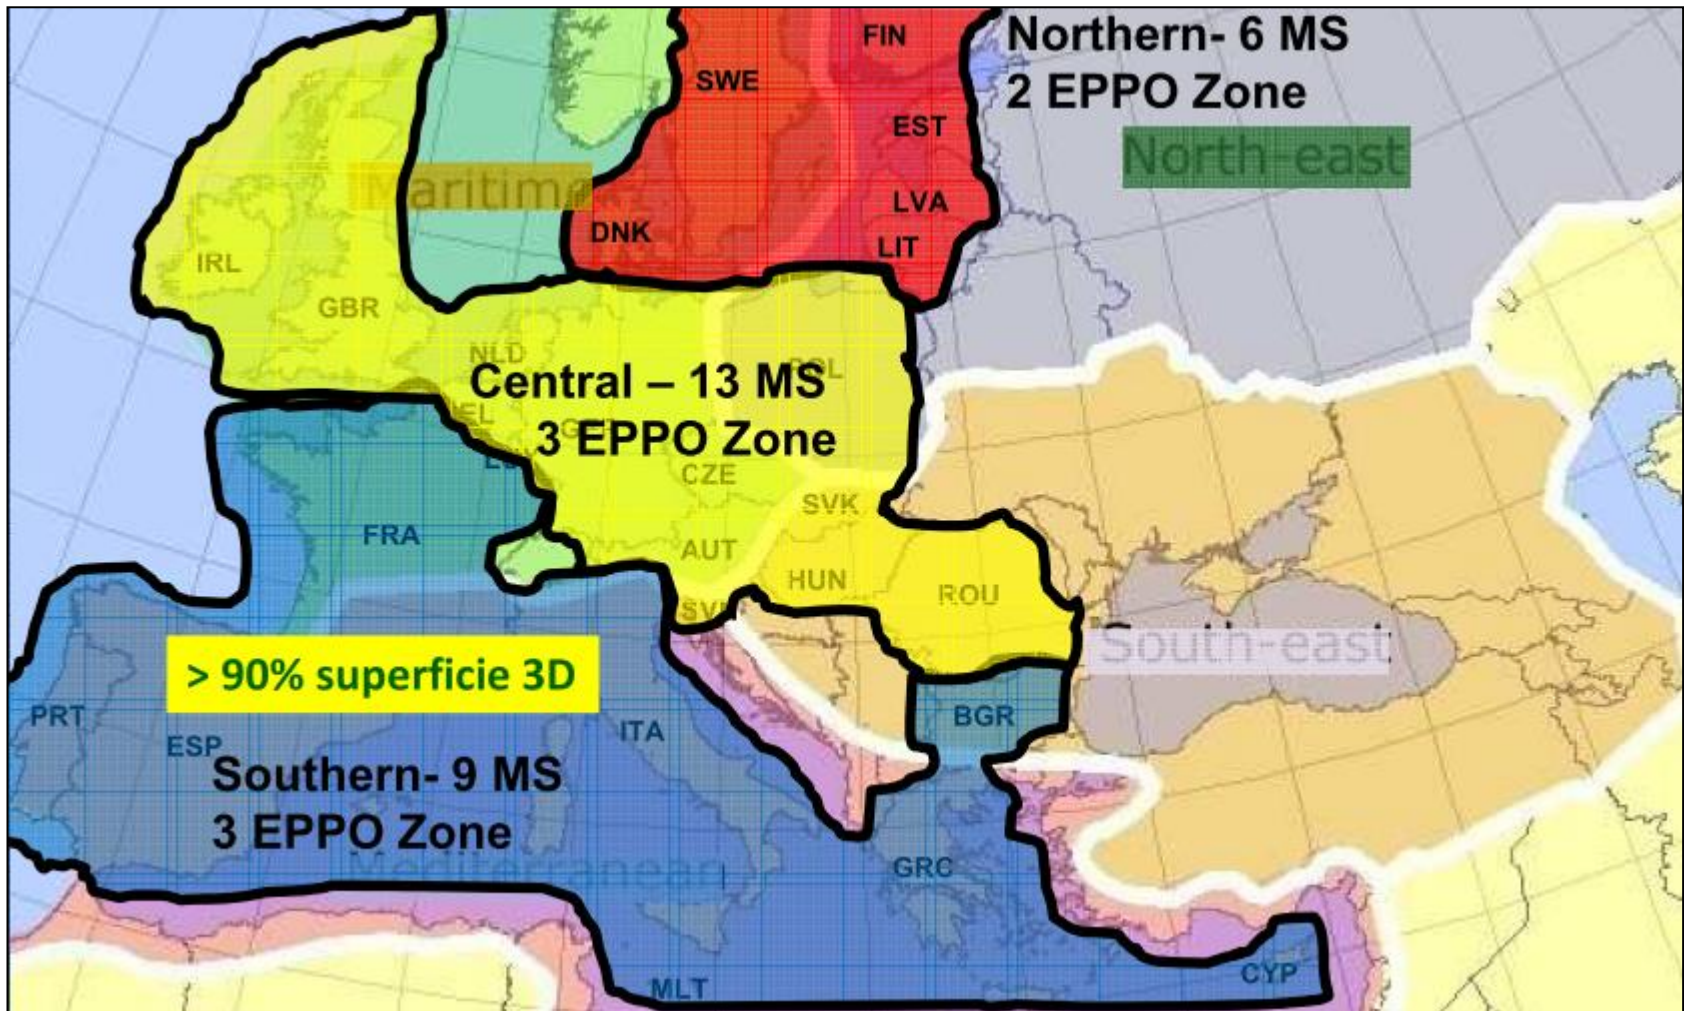 FIN
Northern- 6 MS
2 EPPO Zone
SWE
EST
North-east
Maritime
LVA
DNK
LIT
IRL
GBR
NLD
Central – 13 MS
3 EPPO Zone
CZE
SVK
FRA
AUT
HUN
ROU
South-east
> 90% superficie 3D
PRT
ESP
ITA
BGR
Southern- 9 MS
3 EPPO Zone
Mediterranean
GRC
CYP
MLT